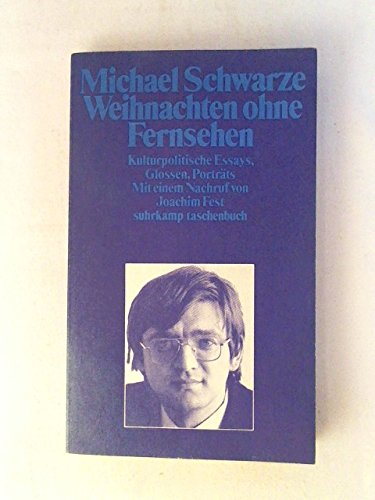 Michael Schwarze
Weihnachten ohne
Fernsehen
Kulturpolitische Essays,
Glossen, Porträts
Mit einem Nachruf von
Joachim Fest
suhrkamp taschenbuch